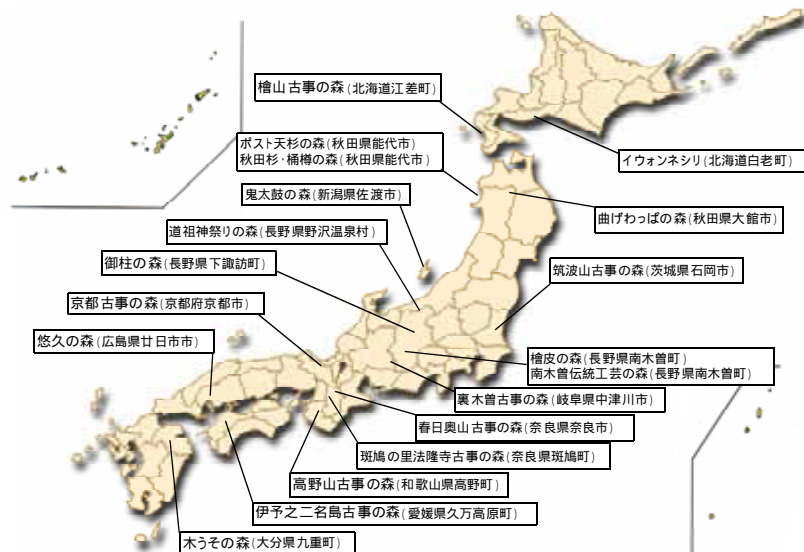 檜山古事の森(北海道江差町)
ポスト天杉の森(秋田県能代市)
秋田杉・桶樽の森(秋田県能代市)
イウォンネシリ(北海道白老町)
鬼太鼓の森(新潟県佐渡市)
曲げわっぱの森(秋田県大館市)
道祖神祭りの森(長野県野沢温泉村)
御柱の森(長野県下諏訪町)
筑波山古事の森(茨城県石岡市)
京都古事の森(京都府京都市)
悠久の森(広島県廿日市市)
檜皮の森(長野県南木曽町)
南木曽伝統工芸の森(長野県南木曽町)
裏木曽古事の森(岐阜県中津川市)
春日奥山古事の森(奈良県奈良市)
斑鳩の里法隆寺古事の森(奈良県斑鳩町)
高野山古事の森(和歌山県高野町)
伊予之二名島古事の森(愛媛県久万高原町)
木うその森(大分県九重町)